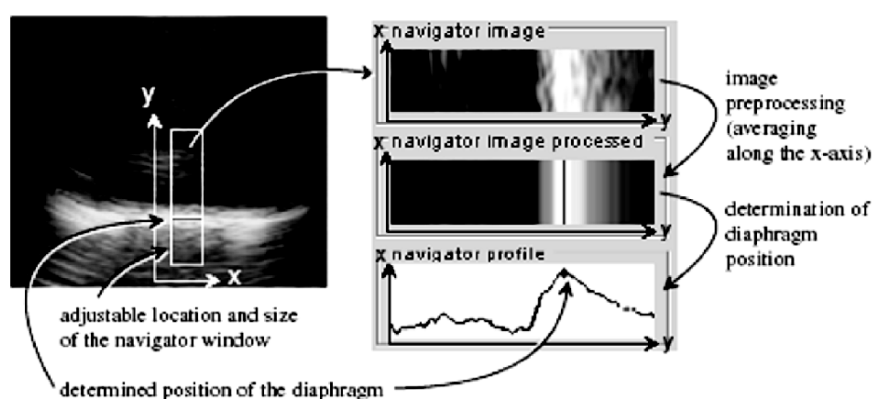 y
x
x navigator image
y
x navigator image processed
y
x navigator profile
y
image
preprocessing
(averaging
along the x-axis)
determination of
diaphragm
position
adjustable location and size
of the navigator window
determined position of the diaphragm